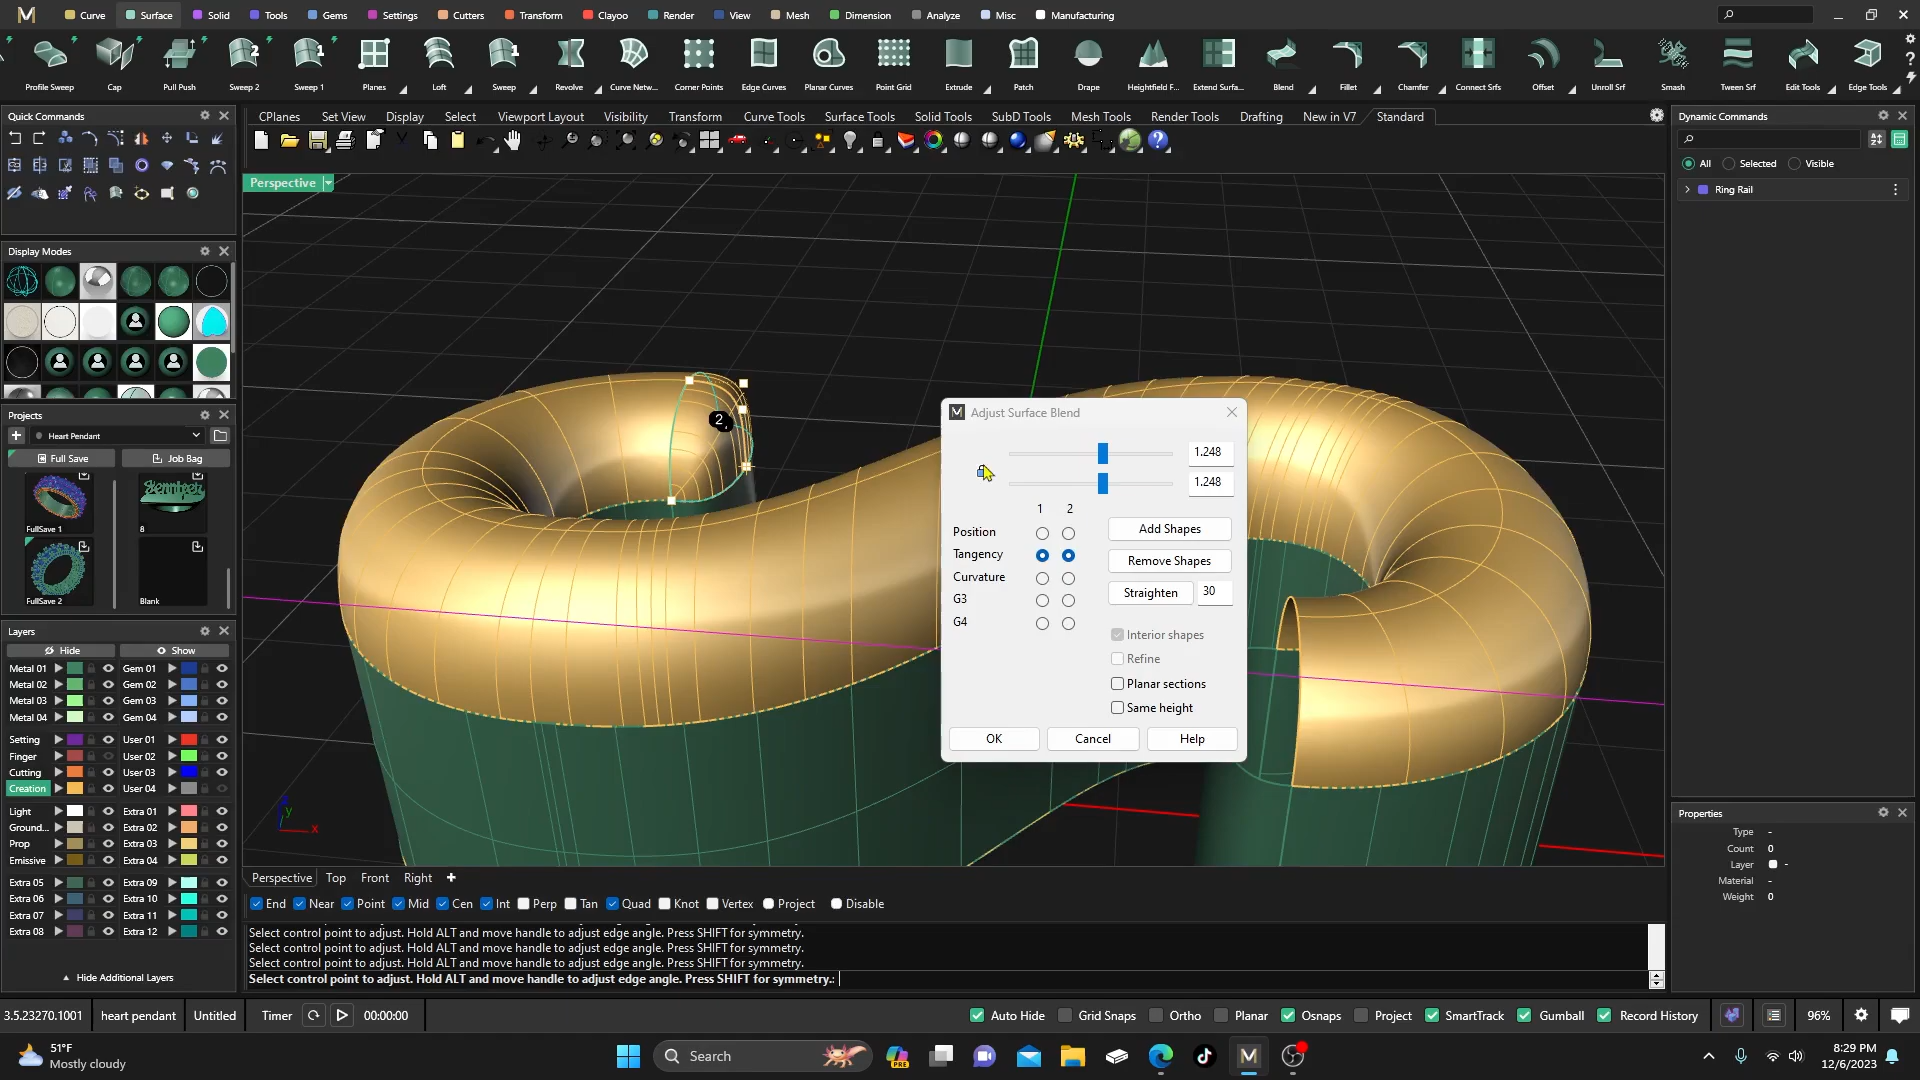 Curve Surface Solid Tools Gems Settings Cutters Transform Clayoo Render View Mesh Dimension Analyze Misc Manufacturing
Profile Sweep Cap Pull Push Sweep 2 Sweep 1 Planes Loft Sweep Revolve Curve Netw... Corner Points Edge Curves Planar Curves Point Grid Extrude Patch Drape Heightfield F... Extend Surfa... Blend Fillet Chamfer Connect Srfs Offset Unroll Srf Smash Tween Srf Edit Tools Edge Tools
Quick Commands
CPlanes Set View Display Select Viewport Layout Visibility Transform Curve Tools Surface Tools Solid Tools SubD Tools Mesh Tools Render Tools Drafting New in V7 Standard
Dynamic Commands
All Selected Visible
Ring Rail
Perspective
Display Modes
Projects
Heart Pendant
Full Save Job Bag
FullSave 1 8
FullSave 2 Blank
2
Adjust Surface Blend
1.248
1.248
1 2
Position
Tangency
Curvature
G3
G4
Add Shapes
Remove Shapes
Straighten 30
Interior shapes
Refine
Planar sections
Same height
OK Cancel Help
y
x
Layers
Hide Show
Metal 01 Gem 01
Metal 02 Gem 02
Metal 03 Gem 03
Metal 04 Gem 04
Setting User 01
Finger User 02
Cutting User 03
Creation User 04
Light Extra 01
Ground... Extra 02
Prop Extra 03
Emissive Extra 04
Extra 05 Extra 09
Extra 06 Extra 10
Extra 07 Extra 11
Extra 08 Extra 12
Hide Additional Layers
Properties
Type -
Count 0
Layer -
Material -
Weight 0
Perspective Top Front Right
End Near Point Mid Cen Int Perp Tan Quad Knot Vertex Project Disable
Select control point to adjust. Hold ALT and move handle to adjust edge angle. Press SHIFT for symmetry.
Select control point to adjust. Hold ALT and move handle to adjust edge angle. Press SHIFT for symmetry.
Select control point to adjust. Hold ALT and move handle to adjust edge angle. Press SHIFT for symmetry.
Select control point to adjust. Hold ALT and move handle to adjust edge angle. Press SHIFT for symmetry.:
3.5.23270.1001 heart pendant Untitled Timer 00:00:00 Auto Hide Grid Snaps Ortho Planar Osnaps Project SmartTrack Gumball Record History 96%
51°F
Mostly cloudy
Search
PRE
8:29 PM
12/6/2023